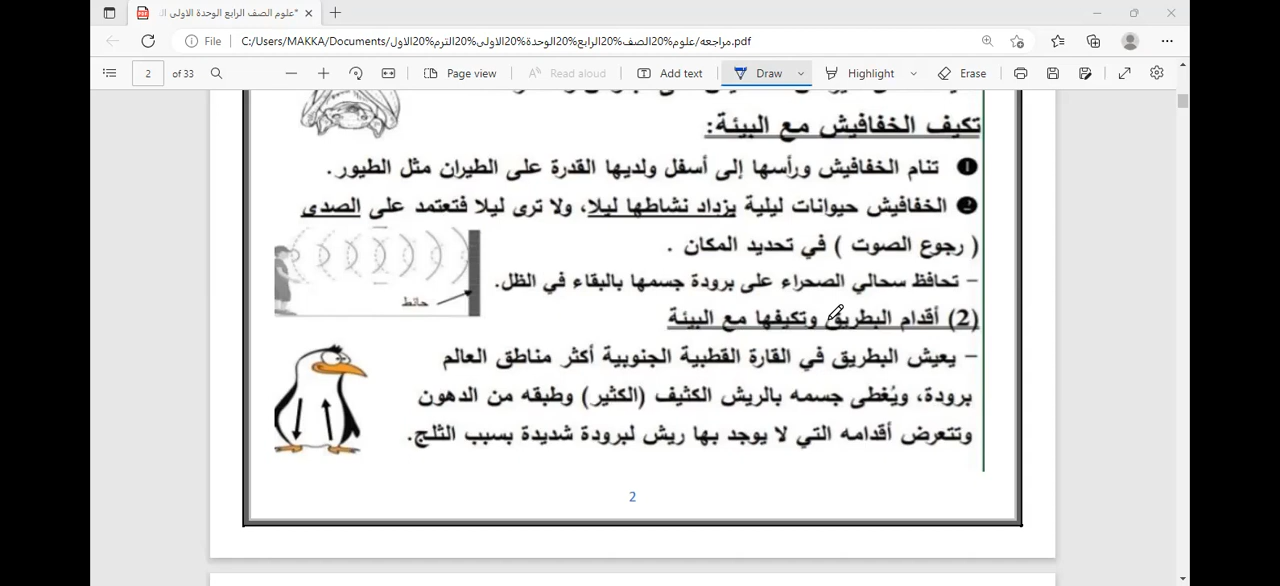 *علوم الصف الرابع الوحدة الاولى
File
C:/Users/MAKKA/Documents/مراجعه/علوم%20الصف%20الرابع%20الوحدة%20الاولى%20الترم%20الاول.pdf
2 of 33
Page view
Read aloud
Add text
Draw
Highlight
Erase
تكيف الخفافيش مع البيئة:
❶ تنام الخفافيش ورأسها إلى أسفل ولديها القدرة على الطيران مثل الطيور.
❷ الخفافيش حيوانات ليلية يزداد نشاطها ليلا، ولا ترى ليلا فتعتمد على الصدى
( رجوع الصوت ) في تحديد المكان .
حائط
- تحافظ سحالي الصحراء على برودة جسمها بالبقاء في الظل.
(2) أقدام البطريق وتكيفها مع البيئة
- يعيش البطريق في القارة القطبية الجنوبية أكثر مناطق العالم
برودة، ويُغطى جسمه بالريش الكثيف (الكثير) وطبقه من الدهون
وتتعرض أقدامه التي لا يوجد بها ريش لبرودة شديدة بسبب الثلج.
2